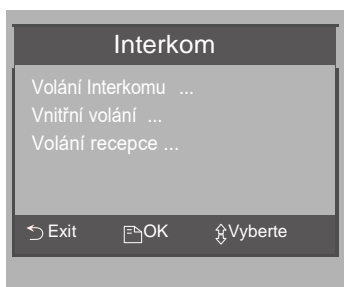 Interkom
Volání Interkomu ...
Vnitřní volání ...
Volání recepce ...
Exit OK Vyberte